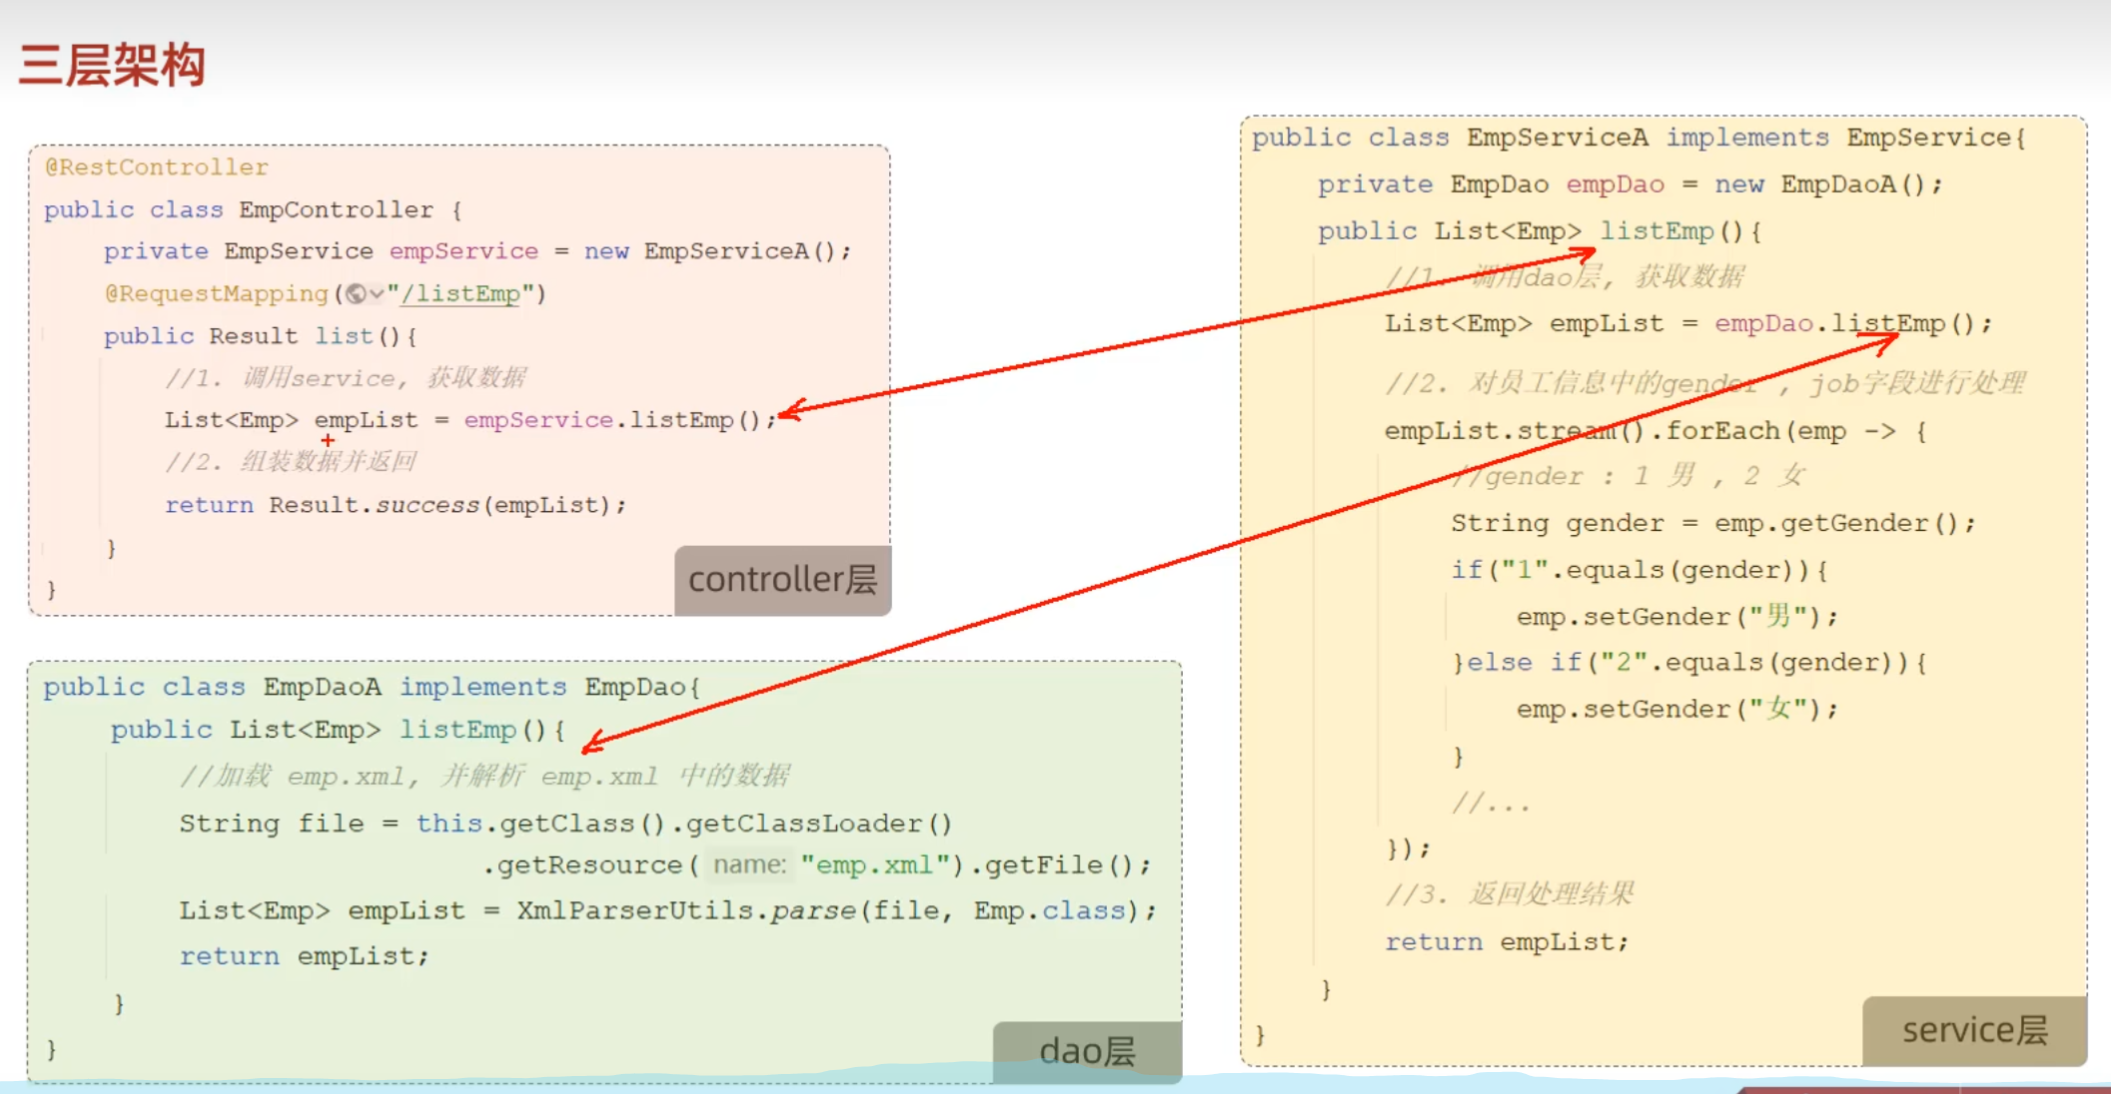 三层架构
@RestController
public class EmpController {
private EmpService empService = new EmpServiceA();
@RequestMapping("/listEmp")
public Result list(){
//1. 调用service, 获取数据
List<Emp> empList = empService.listEmp();
//2. 组装数据并返回
return Result.success(empList);
}
}
controller层
public class EmpDaoA implements EmpDao{
public List<Emp> listEmp(){
//加载 emp.xml, 并解析 emp.xml 中的数据
String file = this.getClass().getClassLoader()
.getResource( name: "emp.xml").getFile();
List<Emp> empList = XmlParserUtils.parse(file, Emp.class);
return empList;
}
}
dao层
public class EmpServiceA implements EmpService{
private EmpDao empDao = new EmpDaoA();
public List<Emp> listEmp(){
//1. 调用dao层, 获取数据
List<Emp> empList = empDao.listEmp();
//2. 对员工信息中的gender , job字段进行处理
empList.stream().forEach(emp -> {
//gender : 1 男 , 2 女
String gender = emp.getGender();
if("1".equals(gender)){
emp.setGender("男");
}else if("2".equals(gender)){
emp.setGender("女");
}
//...
});
//3. 返回处理结果
return empList;
}
}
service层